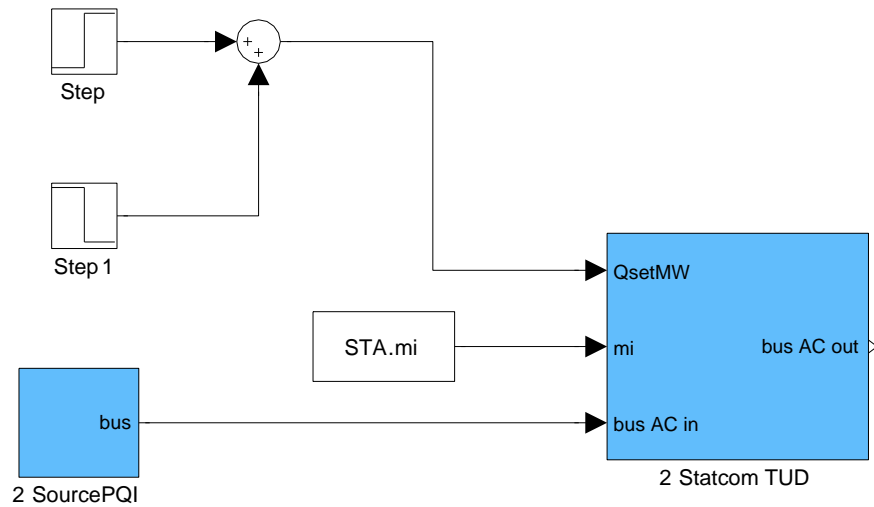 +
+
Step
Step 1
QsetMW
STA.mi
mi
bus AC out
bus
bus AC in
2 SourcePQI
2 Statcom TUD